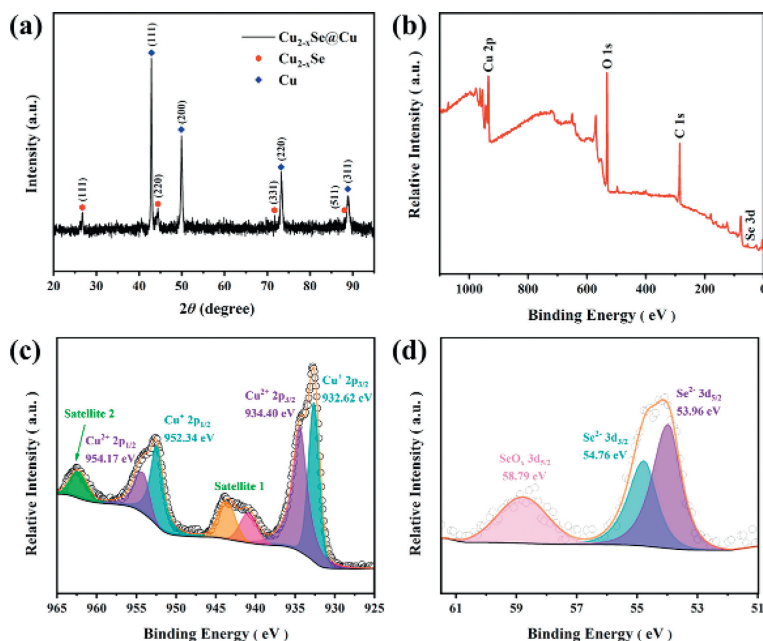 (a)
(111)
Cu2-xSe@Cu
Cu2-xSe
Cu
(200)
(220)
(111)
(220)
(331)
(511)
(311)
Intensity (a.u.)
20 30 40 50 60 70 80 90
2θ (degree)
(b)
Cu 2p
O 1s
C 1s
Se 3d
Relative Intensity ( a.u. )
1000 800 600 400 200 0
Binding Energy ( eV )
(c)
Cu+ 2p3/2
932.62 eV
Cu2+ 2p3/2
934.40 eV
Cu+ 2p1/2
952.34 eV
Cu2+ 2p1/2
954.17 eV
Satellite 2
Satellite 1
Relative Intensity ( a.u. )
965 960 955 950 945 940 935 930 925
Binding Energy ( eV )
(d)
Se2- 3d5/2
53.96 eV
Se2- 3d3/2
54.76 eV
SeOx 3d5/2
58.79 eV
Relative Intensity ( a.u. )
61 59 57 55 53 51
Binding Energy ( eV )